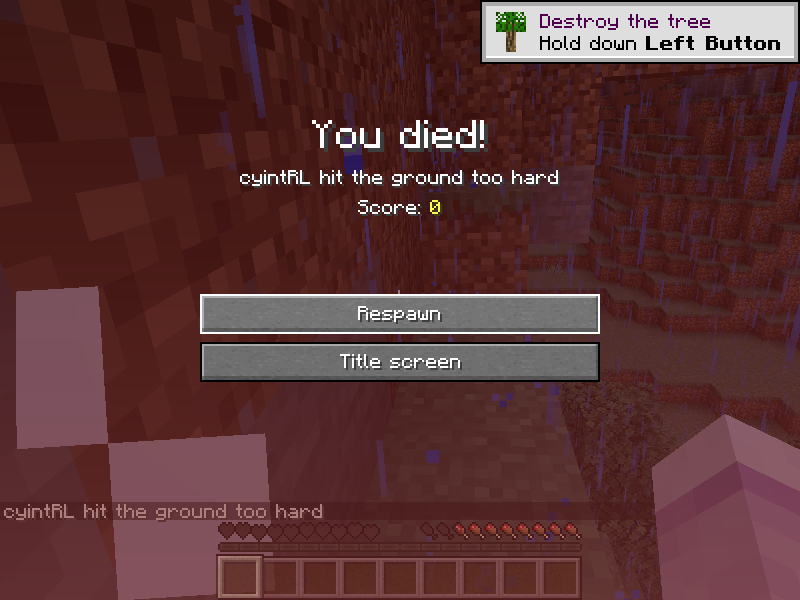 Destroy the tree
Hold down Left Button
You died!
cyintRL hit the ground too hard
Score: 0
Respawn
Title screen
cyintRL hit the ground too hard